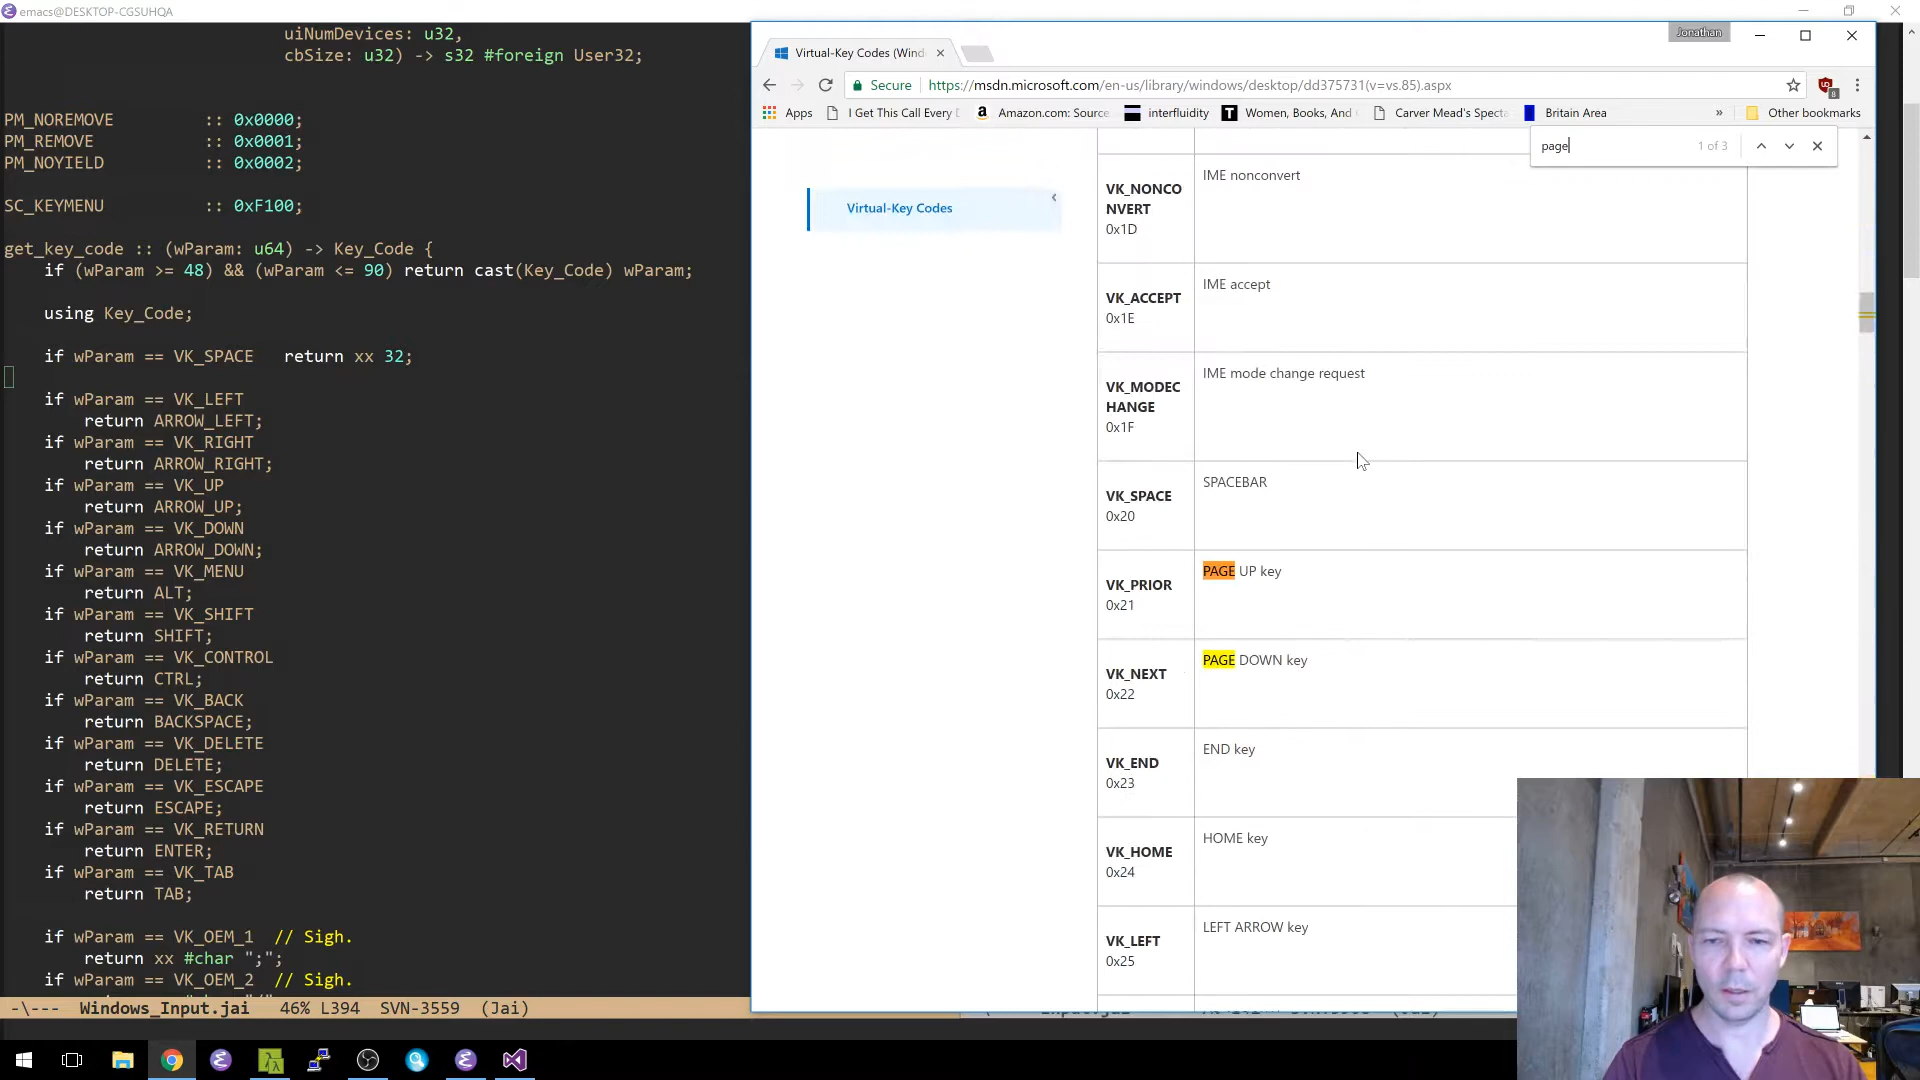 emacs@DESKTOP-CGSUHQA
uiNumDevices: u32,
cbSize: u32) -> s32 #foreign User32;
PM_NOREMOVE :: 0x0000;
PM_REMOVE :: 0x0001;
PM_NOYIELD :: 0x0002;
SC_KEYMENU :: 0xF100;
get_key_code :: (wParam: u64) -> Key_Code {
if (wParam >= 48) && (wParam <= 90) return cast(Key_Code) wParam;
using Key_Code;
if wParam == VK_SPACE return xx 32;
if wParam == VK_LEFT
return ARROW_LEFT;
if wParam == VK_RIGHT
return ARROW_RIGHT;
if wParam == VK_UP
return ARROW_UP;
if wParam == VK_DOWN
return ARROW_DOWN;
if wParam == VK_MENU
return ALT;
if wParam == VK_SHIFT
return SHIFT;
if wParam == VK_CONTROL
return CTRL;
if wParam == VK_BACK
return BACKSPACE;
if wParam == VK_DELETE
return DELETE;
if wParam == VK_ESCAPE
return ESCAPE;
if wParam == VK_RETURN
return ENTER;
if wParam == VK_TAB
return TAB;
if wParam == VK_OEM_1 // Sigh.
return xx #char ";";
if wParam == VK_OEM_2 // Sigh.
-\--- Windows_Input.jai 46% L394 SVN-3559 (Jai)
Jonathan
Virtual-Key Codes (Wind
Secure https://msdn.microsoft.com/en-us/library/windows/desktop/dd375731(v=vs.85).aspx
8
Apps I Get This Call Every D Amazon.com: Source T interfluidity Women, Books, And Carver Mead's Specta Britain Area » Other bookmarks
page 1 of 3
Virtual-Key Codes
VK_NONCO
NVERT
0x1D
IME nonconvert
VK_ACCEPT
0x1E
IME accept
VK_MODEC
HANGE
0x1F
IME mode change request
VK_SPACE
0x20
SPACEBAR
VK_PRIOR
0x21
PAGE UP key
VK_NEXT
0x22
PAGE DOWN key
VK_END
0x23
END key
VK_HOME
0x24
HOME key
VK_LEFT
0x25
LEFT ARROW key